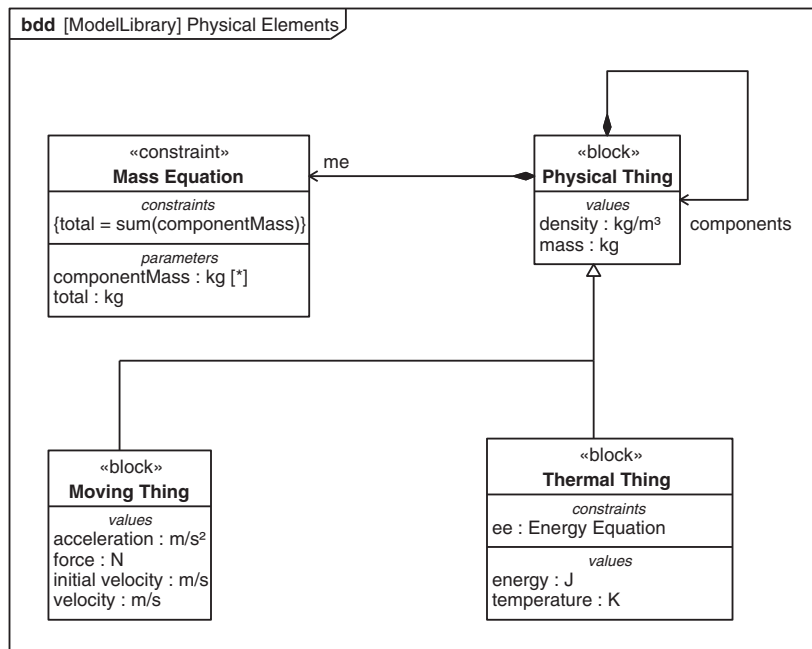 bdd [ModelLibrary] Physical Elements
«constraint»
Mass Equation
constraints
{total = sum(componentMass)}
parameters
componentMass : kg [*]
total : kg
me
«block»
Physical Thing
values
density : kg/m³
mass : kg
components
«block»
Moving Thing
values
acceleration : m/s²
force : N
initial velocity : m/s
velocity : m/s
«block»
Thermal Thing
constraints
ee : Energy Equation
values
energy : J
temperature : K